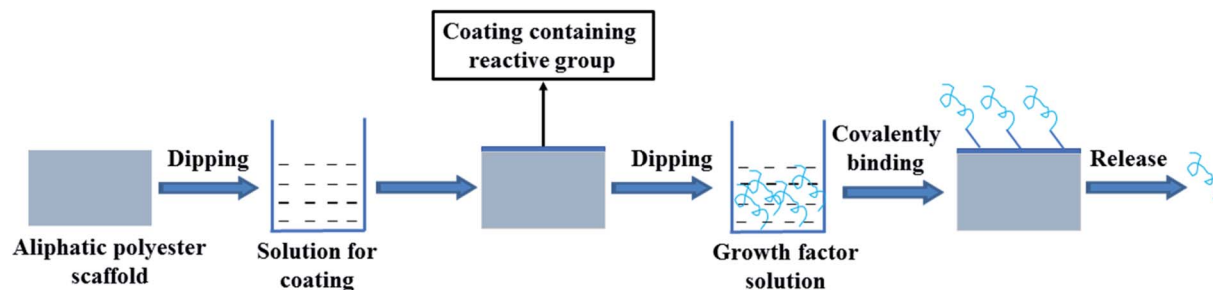 Coating containing
reactive group
Dipping
Dipping
Covalently
binding
Release
Aliphatic polyester
scaffold
Solution for
coating
Growth factor
solution